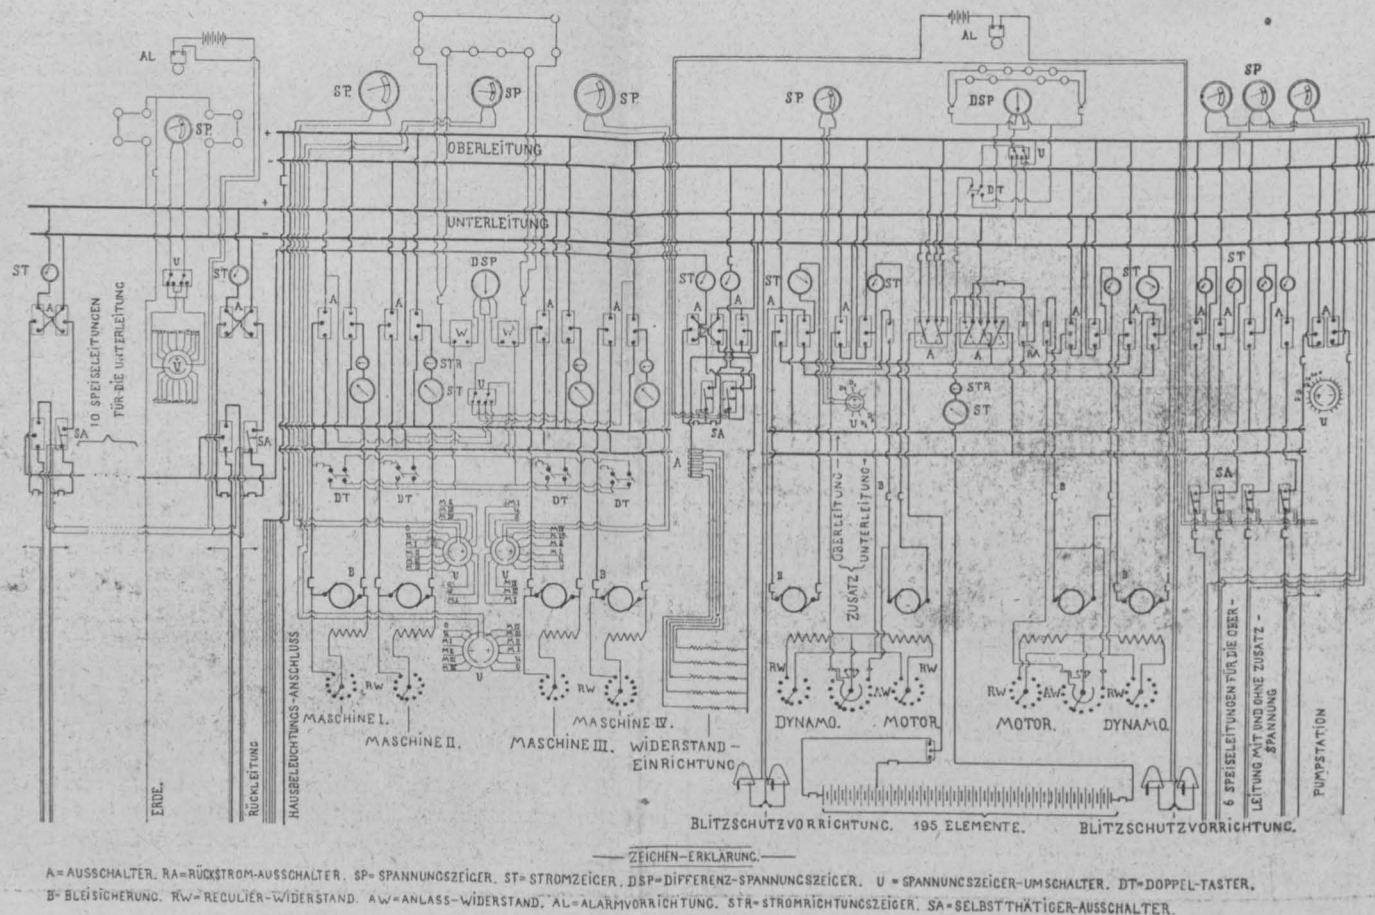 AL
AL
SP
SP.
SP
SP.
SP.
SP.
DSP
OBERLEITUNG
U
DT
UNTERLEITUNG
ST
U
ST
DSP
ST
ST
ST
ST
A
A
A
A
A
A
A
A
A
A
A
A
A
W
W
10 SPEISELEITUNGEN
FÜR DIE UNTERLEITUNG
U
STR
ST
U
A
A
RA
STR
ST
U
U
SA
SA
SA
A
SA
DT
DT
DT
DT
B
B
ZUSATZ
OBERLEITUNG
UNTERLEITUNG
B
U
U
B
B
B
U
HAUSBELEUCHTUNGS-ANSCHLUSS
RW
RW
RW
AW
RW
RW
AW
RW
MASCHINE I.
MASCHINE II.
MASCHINE III.
MASCHINE IV.
WIDERSTAND-
EINRICHTUNG
DYNAMO.
MOTOR
MOTOR.
DYNAMO.
ERDE.
RÜCKLEITUNG
6 SPEISELEITUNGEN FÜR DIE OBER-
LEITUNG MIT UND OHNE ZUSATZ-
SPANNUNG
PUMPSTATION
BLITZSCHUTZVORRICHTUNG.
195 ELEMENTE.
BLITZSCHUTZVORRICHTUNG.
ZEICHEN-ERKLÄRUNG.
A = AUSSCHALTER. RA = RÜCKSTROM-AUSSCHALTER. SP = SPANNUNGSZEIGER. ST = STROMZEIGER. DSP = DIFFERENZ-SPANNUNGSZEIGER. U = SPANNUNGSZEIGER-UMSCHALTER. DT = DOPPEL-TASTER.
B = BLEISICHERUNG. RW = REGULIER-WIDERSTAND. AW = ANLASS-WIDERSTAND. AL = ALARMVORRICHTUNG. STR = STROMRICHTUNGSZEIGER. SA = SELBSTTHÄTIGER-AUSSCHALTER.